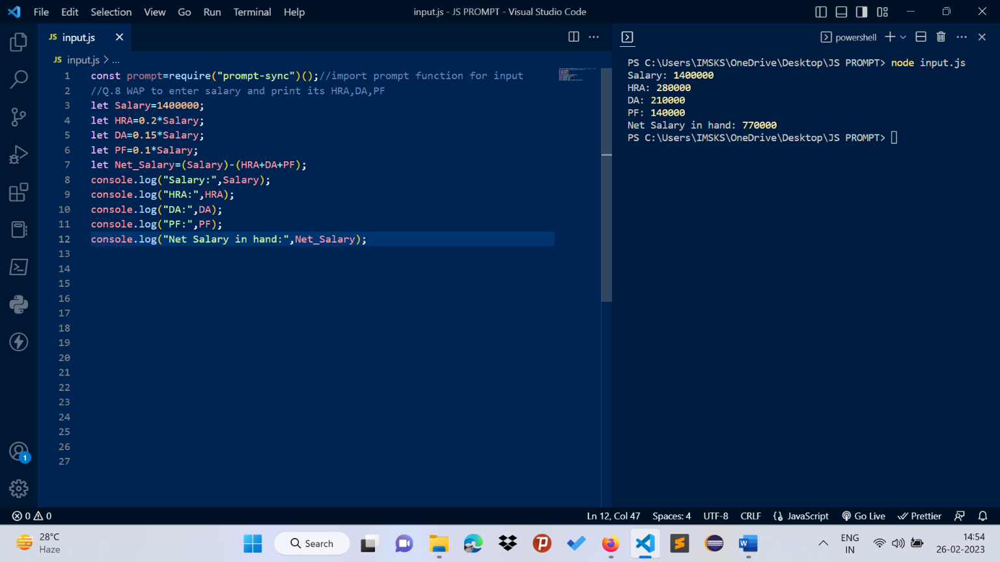 File Edit Selection View Go Run Terminal Help
input.js - JS PROMPT - Visual Studio Code
JS input.js
JS input.js > ...
1 const prompt=require("prompt-sync")();//import prompt function for input
2 //Q.8 WAP to enter salary and print its HRA,DA,PF
3 let Salary=1400000;
4 let HRA=0.2*Salary;
5 let DA=0.15*Salary;
6 let PF=0.1*Salary;
7 let Net_Salary=(Salary)-(HRA+DA+PF);
8 console.log("Salary:",Salary);
9 console.log("HRA:",HRA);
10 console.log("DA:",DA);
11 console.log("PF:",PF);
12 console.log("Net Salary in hand:",Net_Salary);
13
14
15
16
17
18
19
20
21
22
23
24
25
26
27
powershell
PS C:\Users\IMSKS\OneDrive\Desktop\JS PROMPT> node input.js
Salary: 1400000
HRA: 280000
DA: 210000
PF: 140000
Net Salary in hand: 770000
PS C:\Users\IMSKS\OneDrive\Desktop\JS PROMPT>
1
0 0
Ln 12, Col 47 Spaces: 4 UTF-8 CRLF JavaScript Go Live Prettier
28°C
Haze
Search
ENG
IN
14:54
26-02-2023